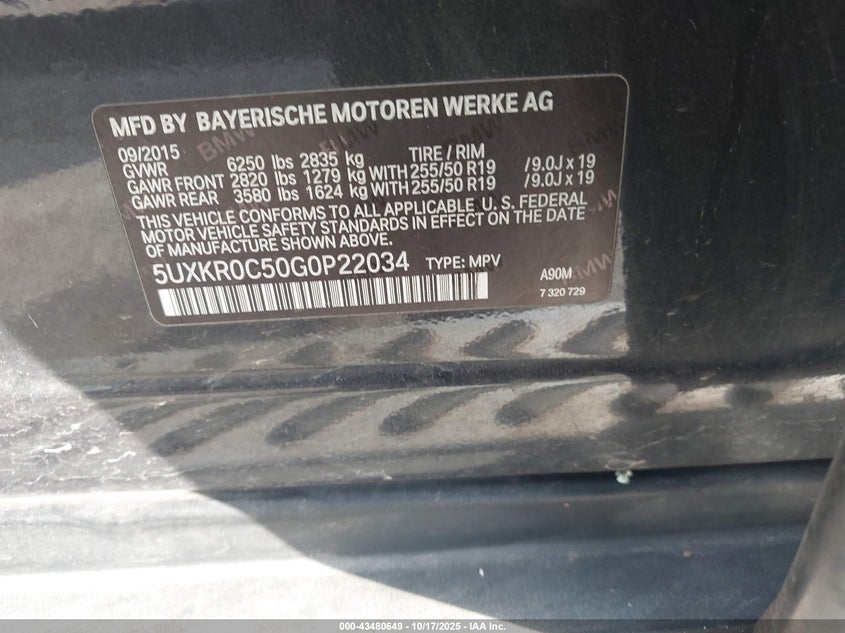 MFD BY BAYERISCHE MOTOREN WERKE AG
09/2015 TIRE / RIM
GVWR 6250 lbs 2835 kg
GAWR FRONT 2820 lbs 1279 kg WITH 255/50 R19 /9.0J x 19
GAWR REAR 3580 lbs 1624 kg WITH 255/50 R19 /9.0J x 19
THIS VEHICLE CONFORMS TO ALL APPLICABLE U. S. FEDERAL
MOTOR VEHICLE SAFETY STANDARDS IN EFFECT ON THE DATE
OF MANUFACTURE SHOWN ABOVE.
5UXKR0C50G0P22034 TYPE: MPV A90M
7 320 729
000-43480649 - 10/17/2025 - IAA Inc.